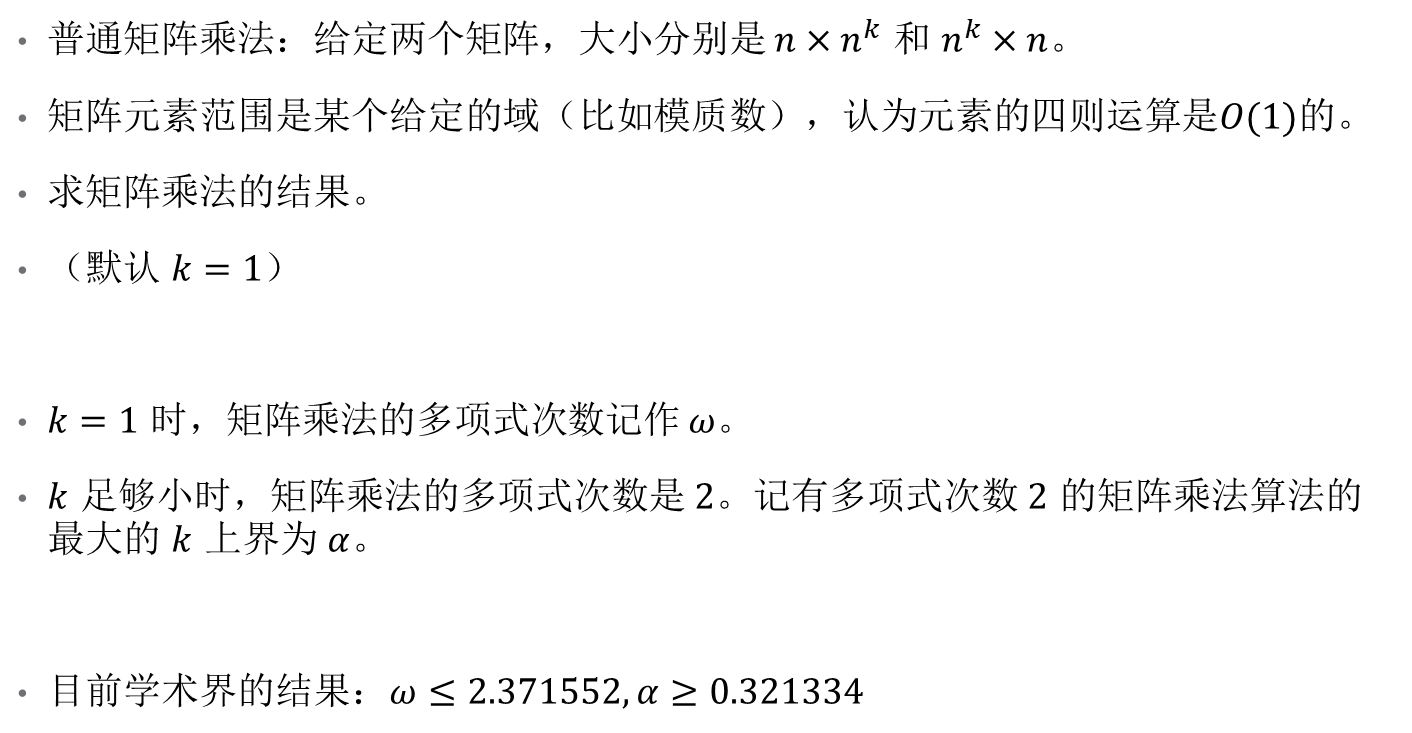 • 普通矩阵乘法：给定两个矩阵，大小分别是 n × n^k 和 n^k × n。
• 矩阵元素范围是某个给定的域（比如模质数），认为元素的四则运算是O(1)的。
• 求矩阵乘法的结果。
• （默认 k = 1）
• k = 1 时，矩阵乘法的多项式次数记作 ω。
• k 足够小时，矩阵乘法的多项式次数是 2。记有多项式次数 2 的矩阵乘法算法的
最大的 k 上界为 α。
• 目前学术界的结果：ω ≤ 2.371552, α ≥ 0.321334